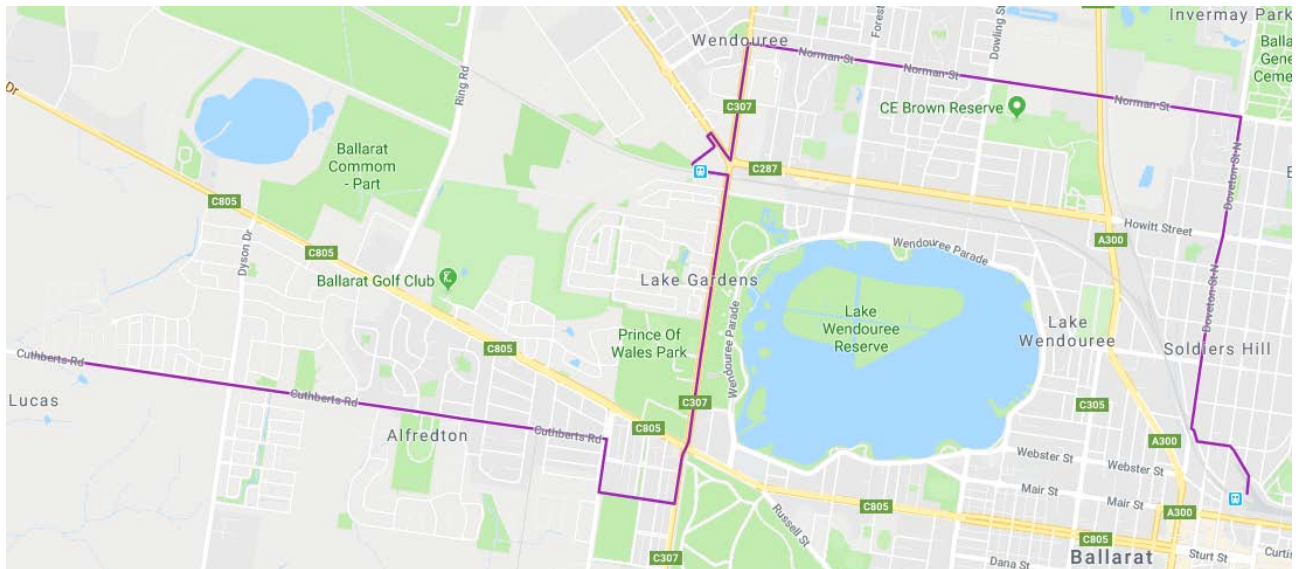 Invermay Park
Wendouree
Forest
Dowling St
Balla
Gene
Ceme
Norman St
Norman St
Norman St
Ring Rd
Dr
C307
CE Brown Reserve
Ballarat
Commom
- Part
C287
Doveton St N
C805
Howitt Street
A300
Dyson Dr
C805
Wendouree Parade
Ballarat Golf Club
Lake Gardens
Wendouree Parade
Lake
Wendouree
Reserve
Lake
Wendouree
Doveton St N
Soldiers Hill
Prince Of
Wales Park
C805
Cuthberts Rd
Cuthberts Rd
Lucas
C307
C305
Alfredton
Cuthberts Rd
C805
A300
Webster St
Webster St
Mair St
Mair St
C805
Russell St
A300
C805
C307
Ballarat
Dana St
Sturt St
Curtis